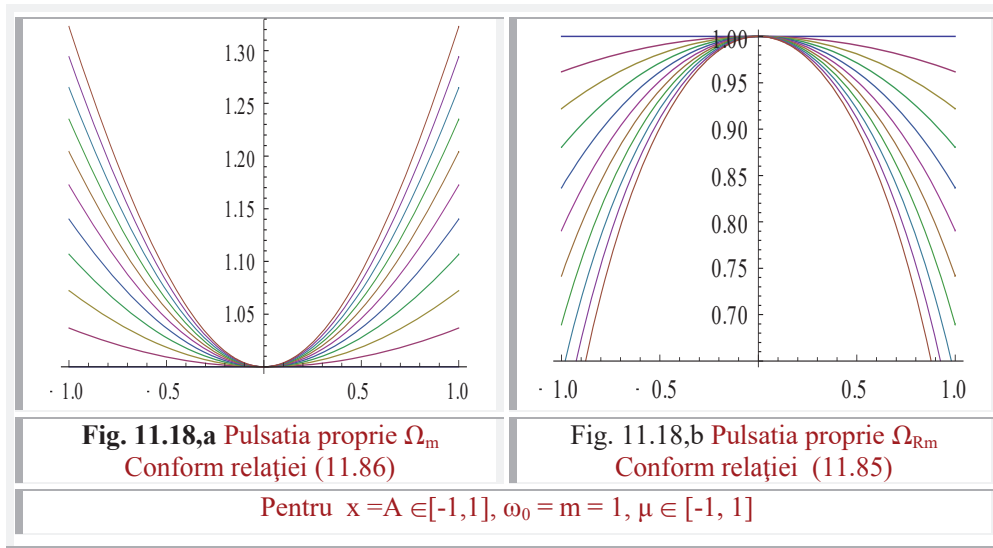 1.30
1.25
1.20
1.15
1.10
1.05
- 1.0 - 0.5 0.5 1.0
1.00
0.95
0.90
0.85
0.80
0.75
0.70
- 1.0 - 0.5 0.5 1.0
Fig. 11.18,a Pulsatia proprie Ωm
Conform relaţiei (11.86)
Fig. 11.18,b Pulsatia proprie ΩRm
Conform relaţiei (11.85)
Pentru x =A ∈[-1,1], ω0 = m = 1, μ ∈ [-1, 1]